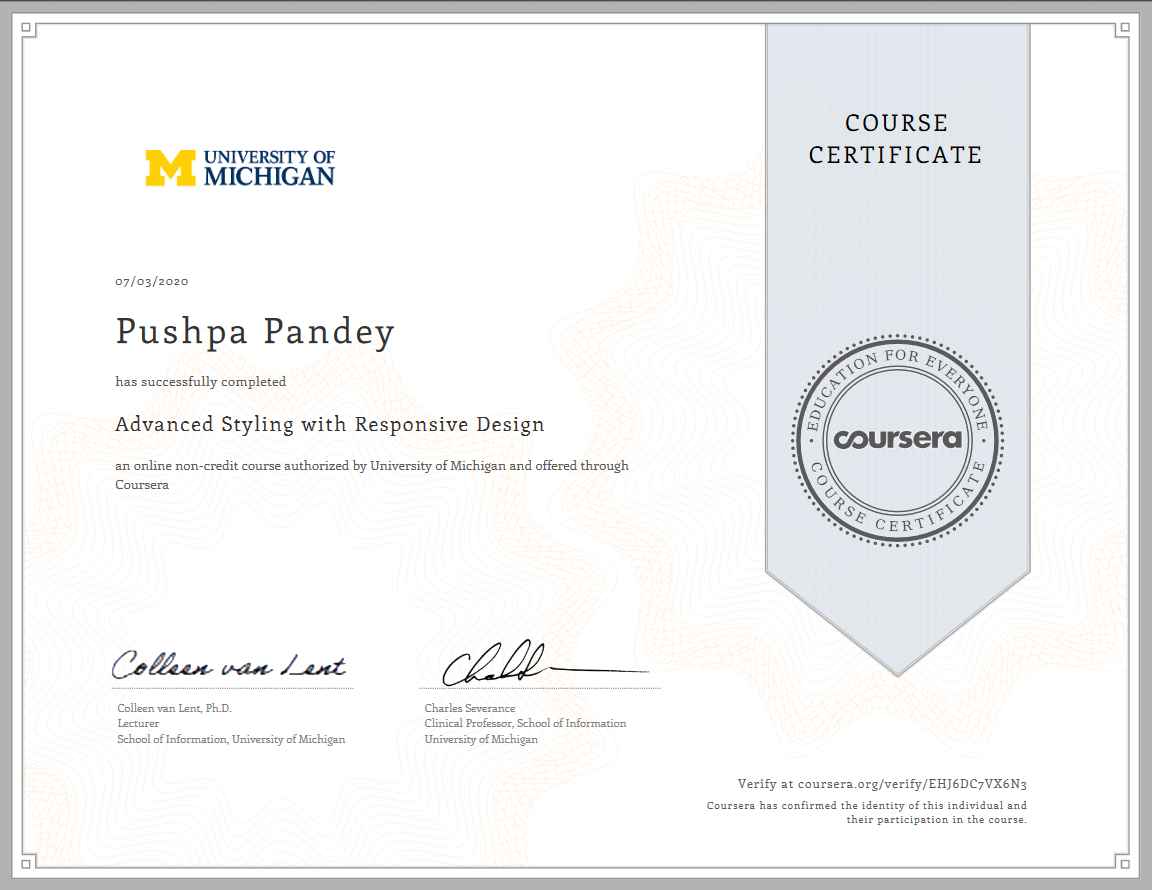 UNIVERSITY OF
MICHIGAN
COURSE
CERTIFICATE
07/03/2020
Pushpa Pandey
has successfully completed
Advanced Styling with Responsive Design
an online non-credit course authorized by University of Michigan and offered through
Coursera
EDUCATION FOR EVERYONE
coursera
COURSE CERTIFICATE
Colleen van Lent
Colleen van Lent, Ph.D.
Lecturer
School of Information, University of Michigan
Charles Severance
Clinical Professor, School of Information
University of Michigan
Verify at coursera.org/verify/EHJ6DC7VX6N3
Coursera has confirmed the identity of this individual and
their participation in the course.